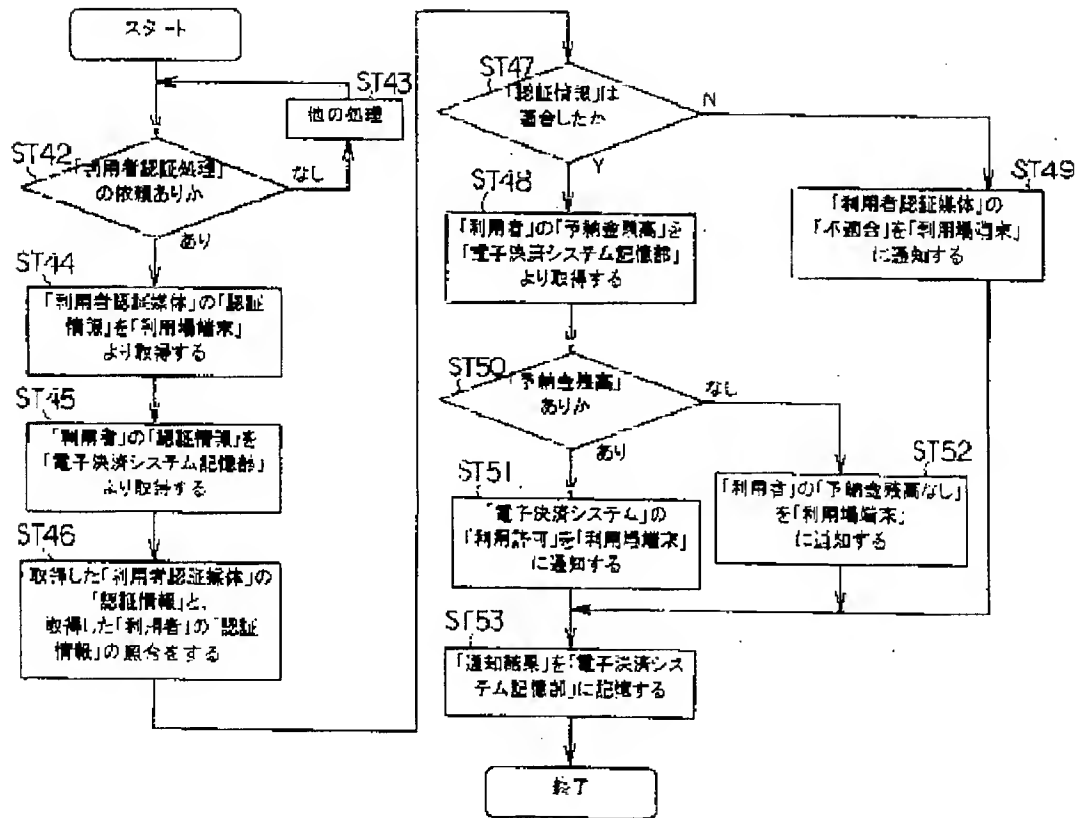 スタート
ST43
他の処理
ST42
「利用者認証処理」
の依頼ありか
なし
あり
ST44
「利用者認証媒体」の「認証
情報」を「利用場端末」
より取得する
ST45
「利用者」の「認証情報」を
「電子決済システム記憶部」
より取得する
ST46
取得した「利用者認証媒体」の
「認証情報」と、
取得した「利用者」の「認証
情報」の照合をする
ST47
「認証情報」は
適合したか
N
Y
ST48
「利用者」の「予納金残高」を
「電子決済システム記憶部」
より取得する
ST49
「利用者認証媒体」の
「不適合」を「利用場端末」
に通知する
ST50
「予納金残高」
ありか
なし
あり
ST51
「電子決済システム」の
「利用許可」を「利用場端末」
に通知する
ST52
「利用者」の「予納金残高なし」
を「利用場端末」
に通知する
ST53
「通知結果」を「電子決済シス
テム記憶部」に記憶する
終了